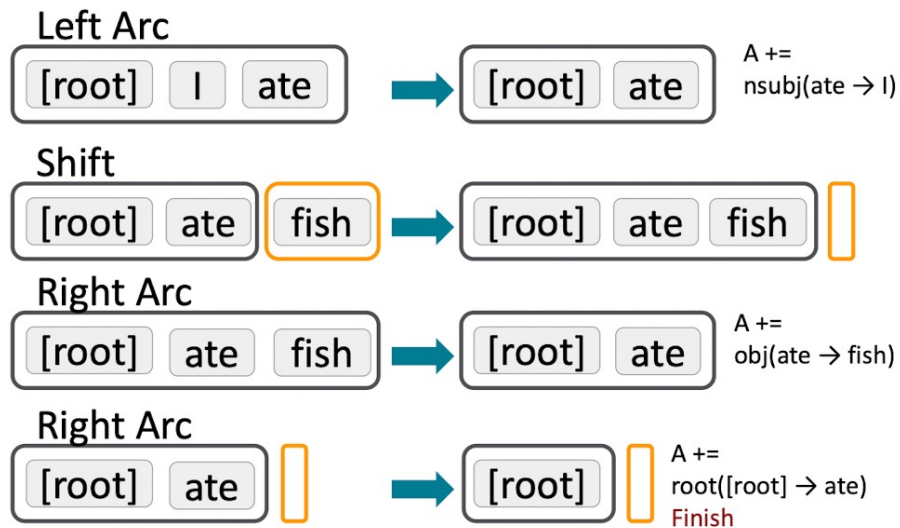 Left Arc
[root] I ate [root] ate A +=
nsubj(ate → I)
Shift
[root] ate fish [root] ate fish
Right Arc
[root] ate fish [root] ate A +=
obj(ate → fish)
Right Arc
[root] ate [root] A +=
root([root] → ate)
Finish